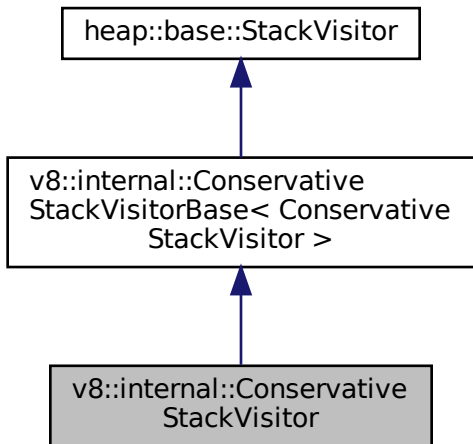 heap::base::StackVisitor
v8::internal::Conservative
StackVisitorBase< Conservative
StackVisitor >
v8::internal::Conservative
StackVisitor